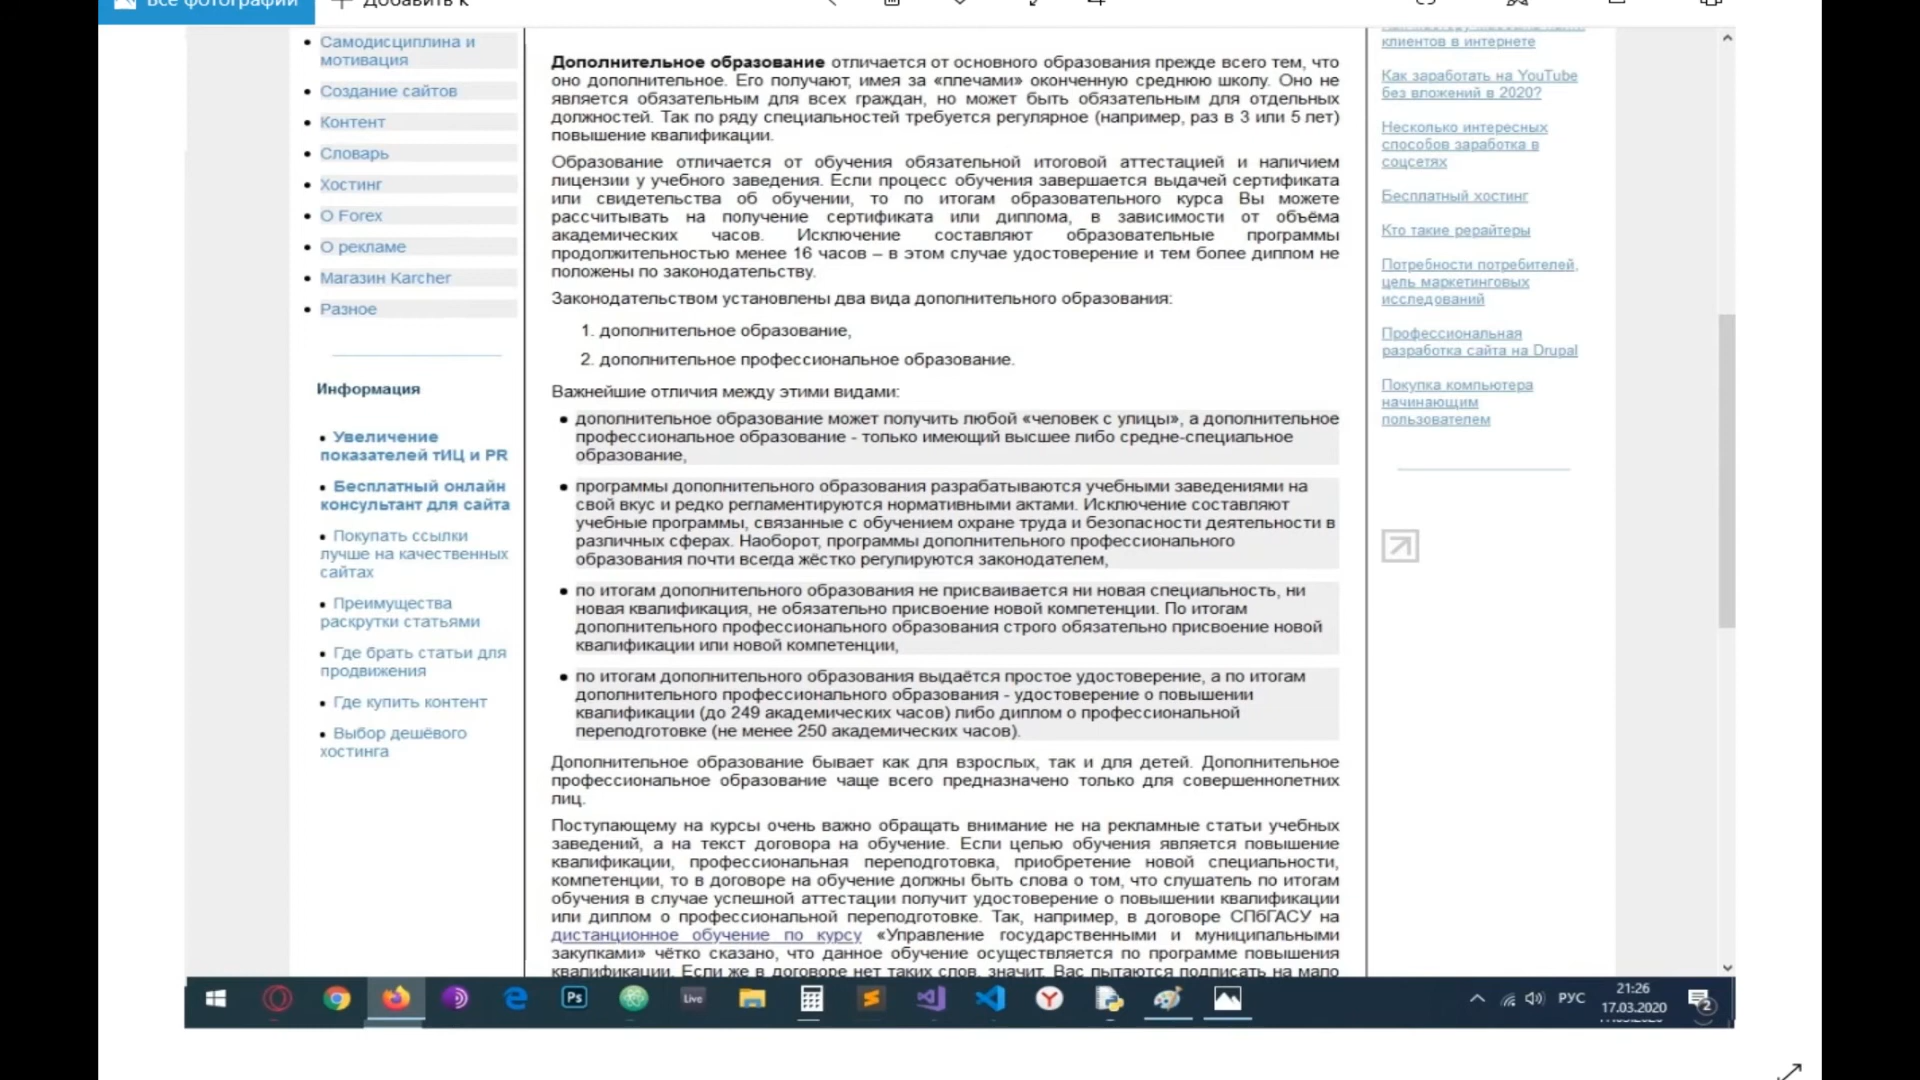 Все фотографии
Добавить к
Самодисциплина и
мотивация
Создание сайтов
Контент
Словарь
Хостинг
О Forex
О рекламе
Магазин Karcher
Разное
Информация
Увеличение
показателей тИЦ и PR
Бесплатный онлайн
консультант для сайта
Покупать ссылки
лучше на качественных
сайтах
Преимущества
раскрутки статьями
Где брать статьи для
продвижения
Где купить контент
Выбор дешёвого
хостинга
Дополнительное образование отличается от основного образования прежде всего тем, что
оно дополнительное. Его получают, имея за «плечами» оконченную среднюю школу. Оно не
является обязательным для всех граждан, но может быть обязательным для отдельных
должностей. Так по ряду специальностей требуется регулярное (например, раз в 3 или 5 лет)
повышение квалификации.
Образование отличается от обучения обязательной итоговой аттестацией и наличием
лицензии у учебного заведения. Если процесс обучения завершается выдачей сертификата
или свидетельства об обучении, то по итогам образовательного курса Вы можете
рассчитывать на получение сертификата или диплома, в зависимости от объёма
академических часов. Исключение составляют образовательные программы
продолжительностью менее 16 часов – в этом случае удостоверение и тем более диплом не
положены по законодательству.
Законодательством установлены два вида дополнительного образования:
1. дополнительное образование,
2. дополнительное профессиональное образование.
Важнейшие отличия между этими видами:
дополнительное образование может получить любой «человек с улицы», а дополнительное
профессиональное образование - только имеющий высшее либо средне-специальное
образование,
программы дополнительного образования разрабатываются учебными заведениями на
свой вкус и редко регламентируются нормативными актами. Исключение составляют
учебные программы, связанные с обучением охране труда и безопасности деятельности в
различных сферах. Наоборот, программы дополнительного профессионального
образования почти всегда жёстко регулируются законодателем,
по итогам дополнительного образования не присваивается ни новая специальность, ни
новая квалификация, не обязательно присвоение новой компетенции. По итогам
дополнительного профессионального образования строго обязательно присвоение новой
квалификации или новой компетенции,
по итогам дополнительного образования выдаётся простое удостоверение, а по итогам
дополнительного профессионального образования - удостоверение о повышении
квалификации (до 249 академических часов) либо диплом о профессиональной
переподготовке (не менее 250 академических часов).
Дополнительное образование бывает как для взрослых, так и для детей. Дополнительное
профессиональное образование чаще всего предназначено только для совершеннолетних
лиц.
Поступающему на курсы очень важно обращать внимание не на рекламные статьи учебных
заведений, а на текст договора на обучение. Если целью обучения является повышение
квалификации, профессиональная переподготовка, приобретение новой специальности,
компетенции, то в договоре на обучение должны быть слова о том, что слушатель по итогам
обучения в случае успешной аттестации получит удостоверение о повышении квалификации
или диплом о профессиональной переподготовке. Так, например, в договоре СПбГАСУ на
дистанционное обучение по курсу «Управление государственными и муниципальными
закупками» чётко сказано, что данное обучение осуществляется по программе повышения
квалификации. Если же в договоре нет таких слов, значит, Вас пытаются подписать на мало
клиентов в интернете
Как заработать на YouTube
без вложений в 2020?
Несколько интересных
способов заработка в
соцсетях
Бесплатный хостинг
Кто такие рерайтеры
Потребности потребителей,
цель маркетинговых
исследований
Профессиональная
разработка сайта на Drupal
Покупка компьютера
начинающим
пользователем
Ps
Live
РУС
21:26
17.03.2020
2